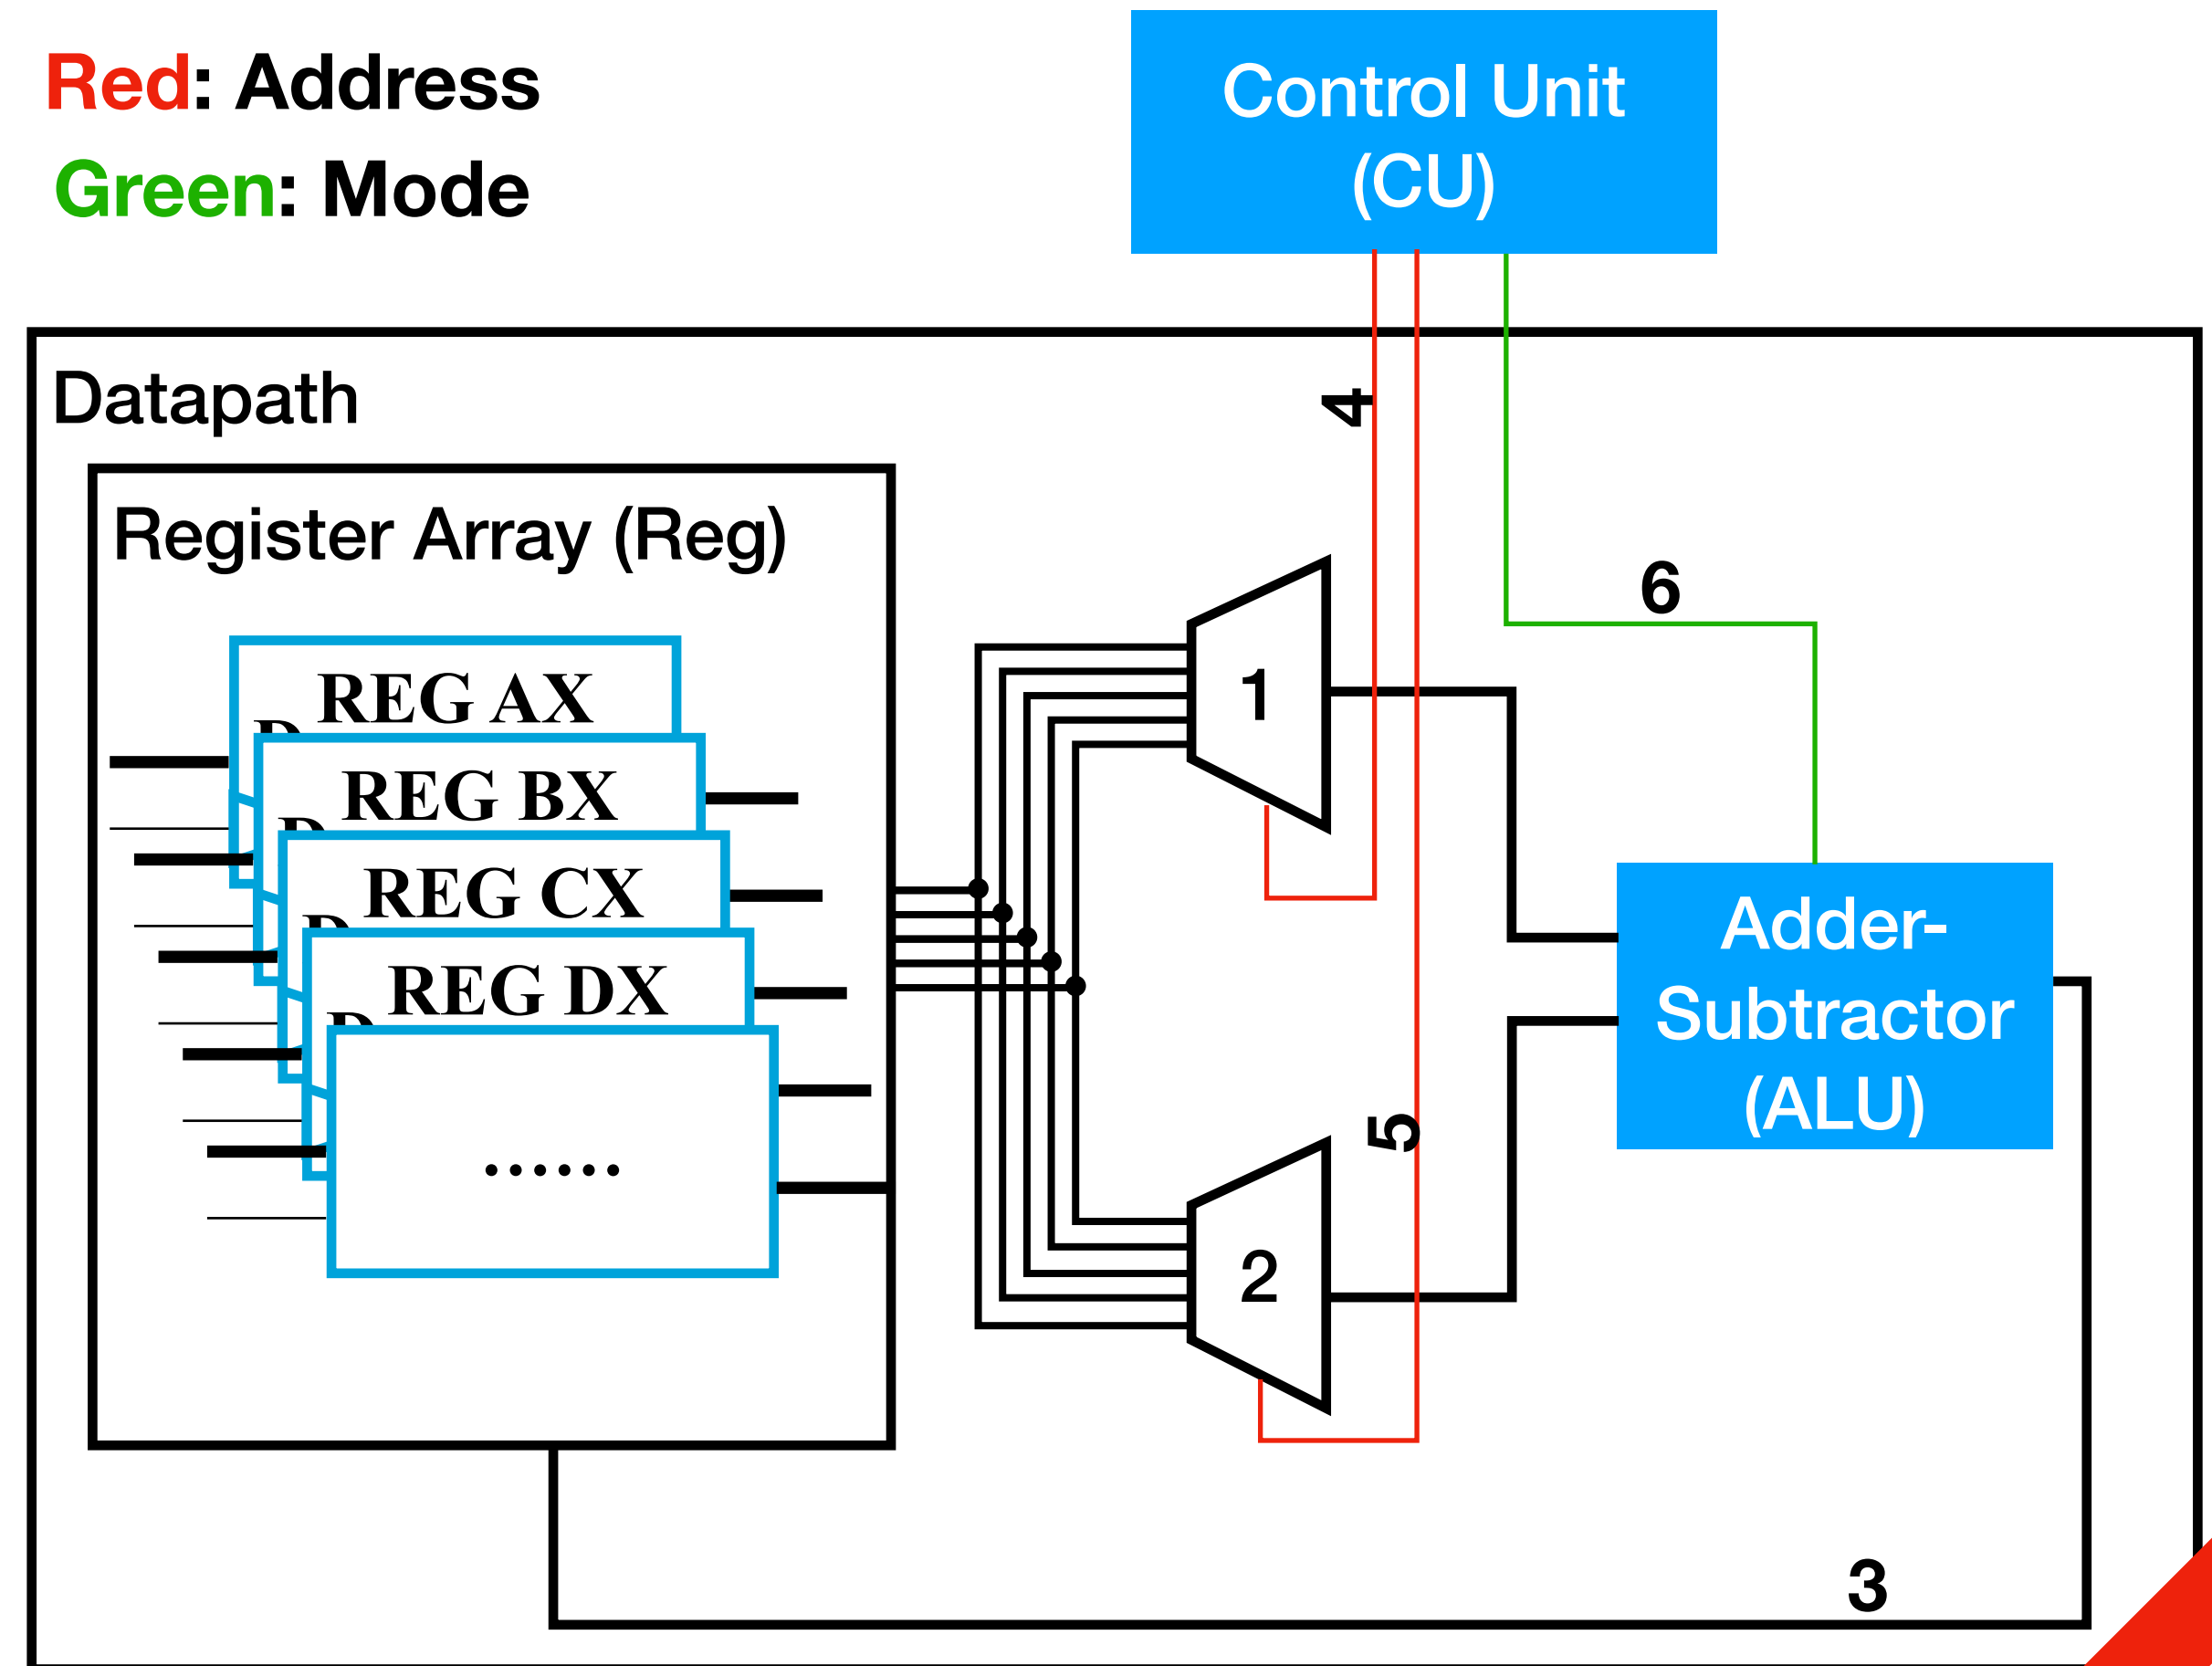 Red: Address
Green: Mode
Control Unit
(CU)
Datapath
Register Array (Reg)
REG AX
D
REG BX
D
REG CX
D
REG DX
D
.......
1
2
3
4
5
6
Adder-
Subtractor
(ALU)